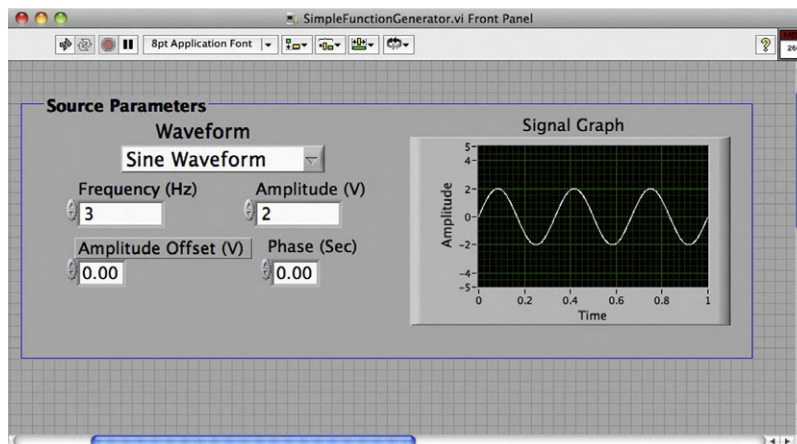 SimpleFunctionGenerator.vi Front Panel
8pt Application Font
?
Source Parameters
Waveform
Sine Waveform
Frequency (Hz)
Amplitude (V)
3
2
Amplitude Offset (V)
Phase (Sec)
0.00
0.00
Signal Graph
Amplitude
5
4
2
0
-2
-4
-5
0 0.2 0.4 0.6 0.8 1
Time